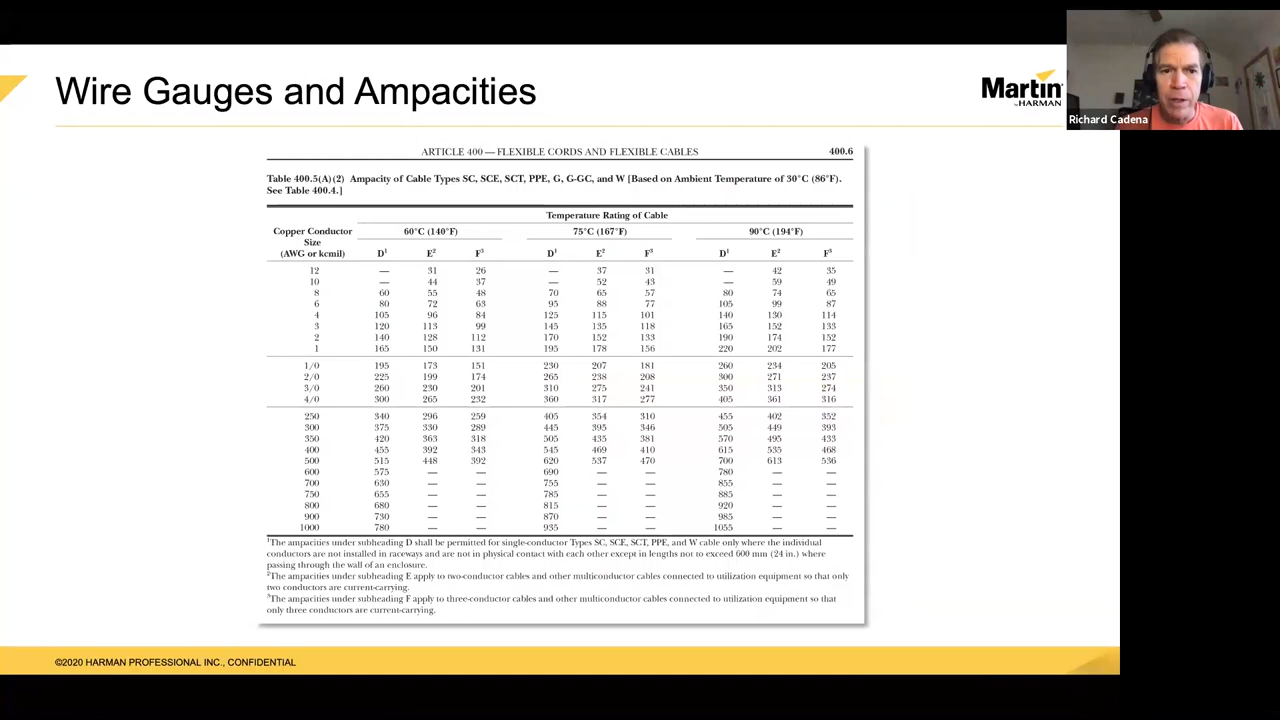 Wire Gauges and Ampacities
Martin
by HARMAN
Richard Cadena
ARTICLE 400 — FLEXIBLE CORDS AND FLEXIBLE CABLES 400.6
Table 400.5(A)(2) Ampacity of Cable Types SC, SCE, SCT, PPE, G, G-GC, and W [Based on Ambient Temperature of 30°C (86°F).
See Table 400.4.]
Temperature Rating of Cable
Copper Conductor 60°C (140°F) 75°C (167°F) 90°C (194°F)
Size
(AWG or kcmil) D1 E2 F3 D1 E2 F3 D1 E2 F3
12 — 31 26 — 37 31 — 42 35
10 — 44 37 — 52 43 — 59 49
8 60 55 48 70 65 57 80 74 65
6 80 72 63 95 88 77 105 99 87
4 105 96 84 125 115 101 140 130 114
3 120 113 99 145 135 118 165 152 133
2 140 128 112 170 152 133 190 174 152
1 165 150 131 195 178 156 220 202 177
1/0 195 173 151 230 207 181 260 234 205
2/0 225 199 174 265 238 208 300 271 237
3/0 260 230 201 310 275 241 350 313 274
4/0 300 265 232 360 317 277 405 361 316
250 340 296 259 405 354 310 455 402 352
300 375 330 289 445 395 346 505 449 393
350 420 363 318 505 435 381 570 495 433
400 455 392 343 545 469 410 615 535 468
500 515 448 392 620 537 470 700 613 536
600 575 — — 690 — — 780 — —
700 630 — — 755 — — 855 — —
750 655 — — 785 — — 885 — —
800 680 — — 815 — — 920 — —
900 730 — — 870 — — 985 — —
1000 780 — — 935 — — 1055 — —
1The ampacities under subheading D shall be permitted for single-conductor Types SC, SCE, SCT, PPE, and W cable only where the individual
conductors are not installed in raceways and are not in physical contact with each other except in lengths not to exceed 600 mm (24 in.) where
passing through the wall of an enclosure.
2The ampacities under subheading E apply to two-conductor cables and other multiconductor cables connected to utilization equipment so that only
two conductors are current-carrying.
3The ampacities under subheading F apply to three-conductor cables and other multiconductor cables connected to utilization equipment so that
only three conductors are current-carrying.
©2020 HARMAN PROFESSIONAL INC., CONFIDENTIAL